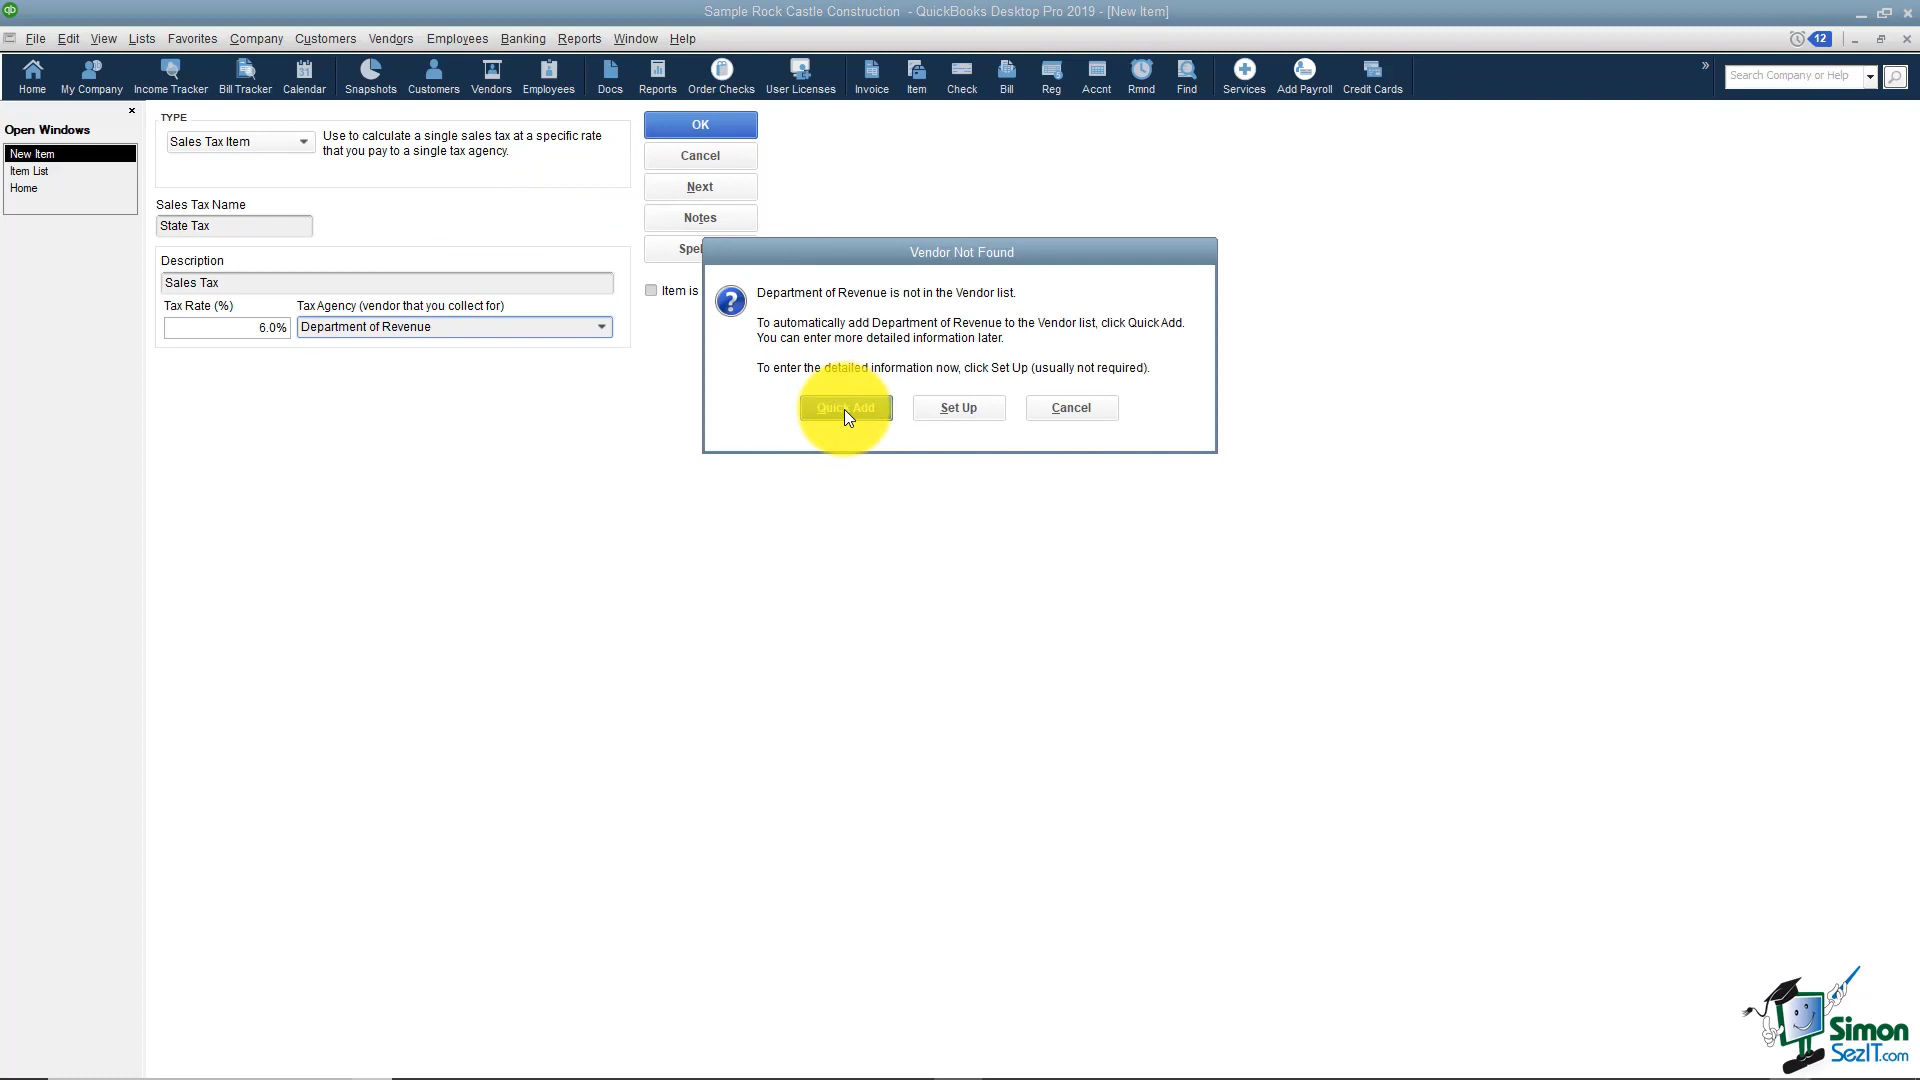 Sample Rock Castle Construction - QuickBooks Desktop Pro 2019 - [New Item]
File Edit View Lists Favorites Company Customers Vendors Employees Banking Reports Window Help
12
Home My Company Income Tracker Bill Tracker Calendar Snapshots Customers Vendors Employees Docs Reports Order Checks User Licenses Invoice Item Check Bill Reg Accnt Rmnd Find Services Add Payroll Credit Cards
Search Company or Help
Open Windows
New Item
Item List
Home
TYPE
Sales Tax Item
Use to calculate a single sales tax at a specific rate
that you pay to a single tax agency.
Sales Tax Name
State Tax
Description
Sales Tax
Tax Rate (%) Tax Agency (vendor that you collect for)
6.0% Department of Revenue
OK
Cancel
Next
Notes
Spel
Item is
Vendor Not Found
Department of Revenue is not in the Vendor list.
To automatically add Department of Revenue to the Vendor list, click Quick Add.
You can enter more detailed information later.
To enter the detailed information now, click Set Up (usually not required).
Quick Add Set Up Cancel
Simon
SezIT.com